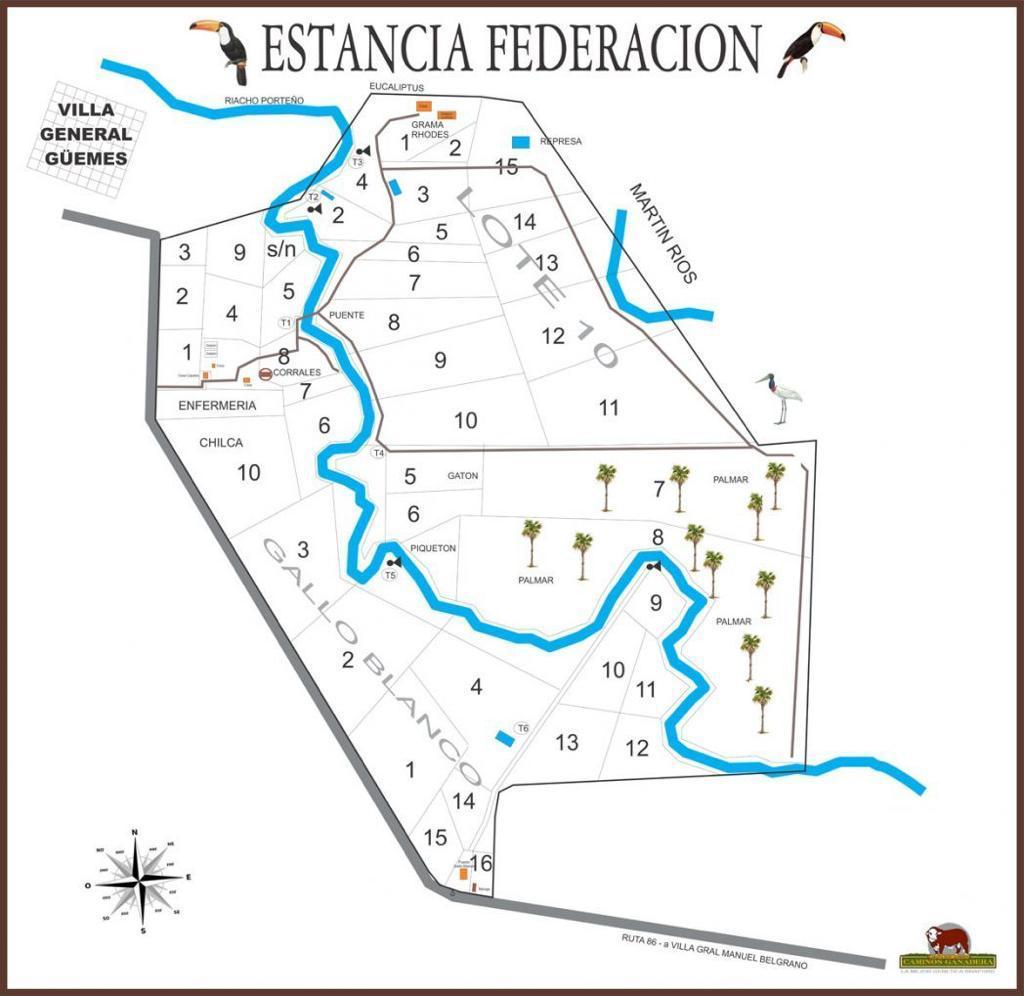 ESTANCIA FEDERACION
EUCALIPTUS
RIACHO PORTEÑO
VILLA
GENERAL
GÜEMES
GRAMA
RHODES
1
2
REPRESA
15
T3
4
3
T2
2
LOTE 10
MARTIN RIOS
14
5
3
9
s/n
6
13
7
2
5
4
T1
PUENTE
8
12
1
8
CORRALES
9
7
11
ENFERMERIA
10
6
CHILCA
10
T4
5
GATON
7
PALMAR
6
8
3
PIQUETON
T5
PALMAR
9
PALMAR
GALLO BLANCO
2
10
4
11
T6
13
12
1
14
15
16
N
NO
NE
O
E
SO
SE
S
RUTA 86 - a VILLA GRAL MANUEL BELGRANO
CAMINOS GANADERA